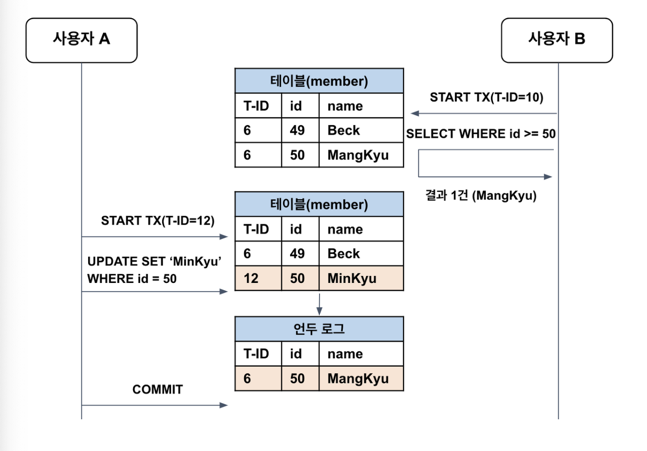 사용자 A
사용자 B
테이블(member)
T-ID id name
6 49 Beck
6 50 MangKyu
START TX(T-ID=10)
SELECT WHERE id >= 50
결과 1건 (MangKyu)
START TX(T-ID=12)
UPDATE SET ‘MinKyu’
WHERE id = 50
테이블(member)
T-ID id name
6 49 Beck
12 50 MinKyu
언두 로그
T-ID id name
6 50 MangKyu
COMMIT